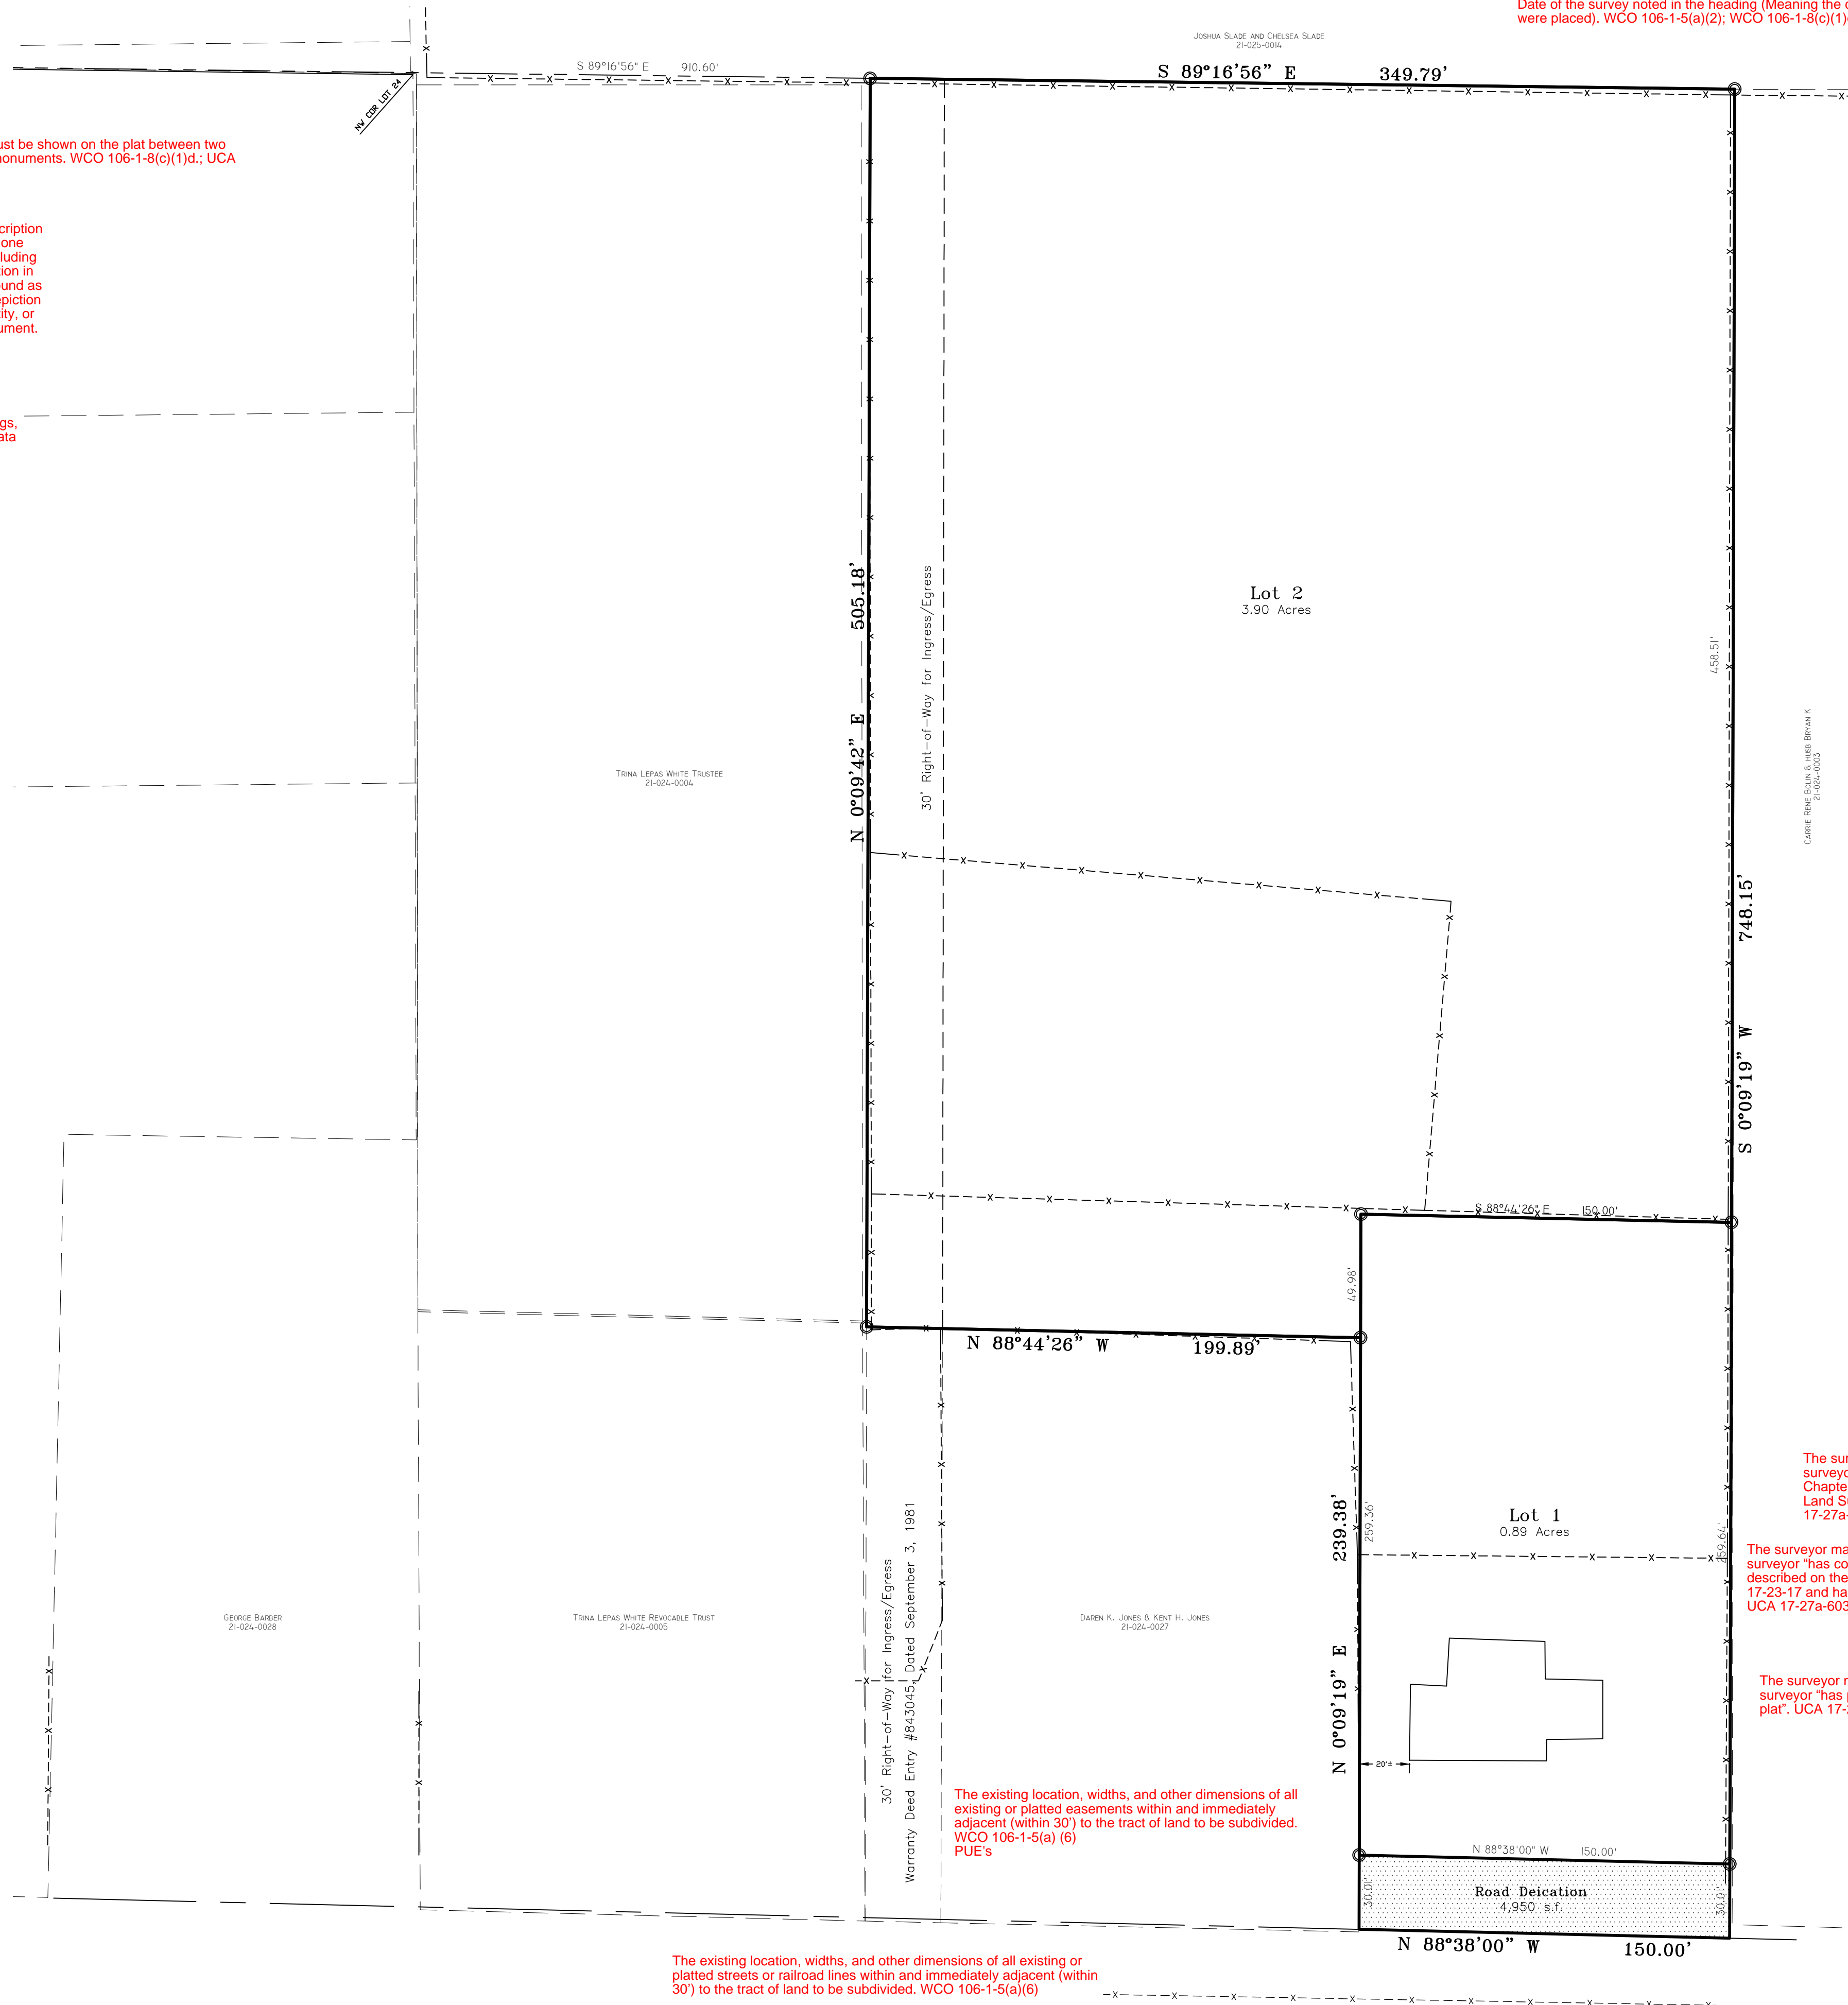 Date of the survey noted in the heading (Meaning the
were placed). WCO 106-1-5(a)(2); WCO 106-1-8(c)(1)
JOSHUA SLADE AND CHELSEA SLADE
21-025-0014
S 89°16'56" E 910.60'
S 89°16'56" E 349.79'
NW COR LOT 24
ust be shown on the plat between two
monuments. WCO 106-1-8(c)(1)d.; UCA
cription
one
luding
tion in
ound as
epiction
tity, or
ument.
gs,
ata
505.18'
N 0°09'42" E
30' Right-of-Way for Ingress/Egress
Lot 2
3.90 Acres
458.51'
CARRIE RENE BOLIN & HUSB BRYAN K
21-024-0003
TRINA LEPAS WHITE TRUSTEE
21-024-0004
748.15'
S 0°09'19" W
S 88°44'26" E 150.00'
49.98'
N 88°44'26" W 199.89'
The sur
surveyo
Chapte
Land Su
17-27a-
239.38'
259.36'
Lot 1
0.89 Acres
259.64'
The surveyor ma
surveyor “has co
described on the
17-23-17 and ha
UCA 17-27a-603
GEORGE BARBER
21-024-0028
TRINA LEPAS WHITE REVOCABLE TRUST
21-024-0005
30' Right-of-Way for Ingress/Egress
Warranty Deed Entry #843045, Dated September 3, 1981
DAREN K. JONES & KENT H. JONES
21-024-0027
N 0°09'19" E
The surveyor
surveyor “has
plat”. UCA 17-
20'±
The existing location, widths, and other dimensions of all
existing or platted easements within and immediately
adjacent (within 30') to the tract of land to be subdivided.
WCO 106-1-5(a) (6)
PUE's
N 88°38'00" W 150.00'
30.01'
Road Deication
4,950 s.f.
30.01'
N 88°38'00" W 150.00'
The existing location, widths, and other dimensions of all existing or
platted streets or railroad lines within and immediately adjacent (within
30') to the tract of land to be subdivided. WCO 106-1-5(a)(6)